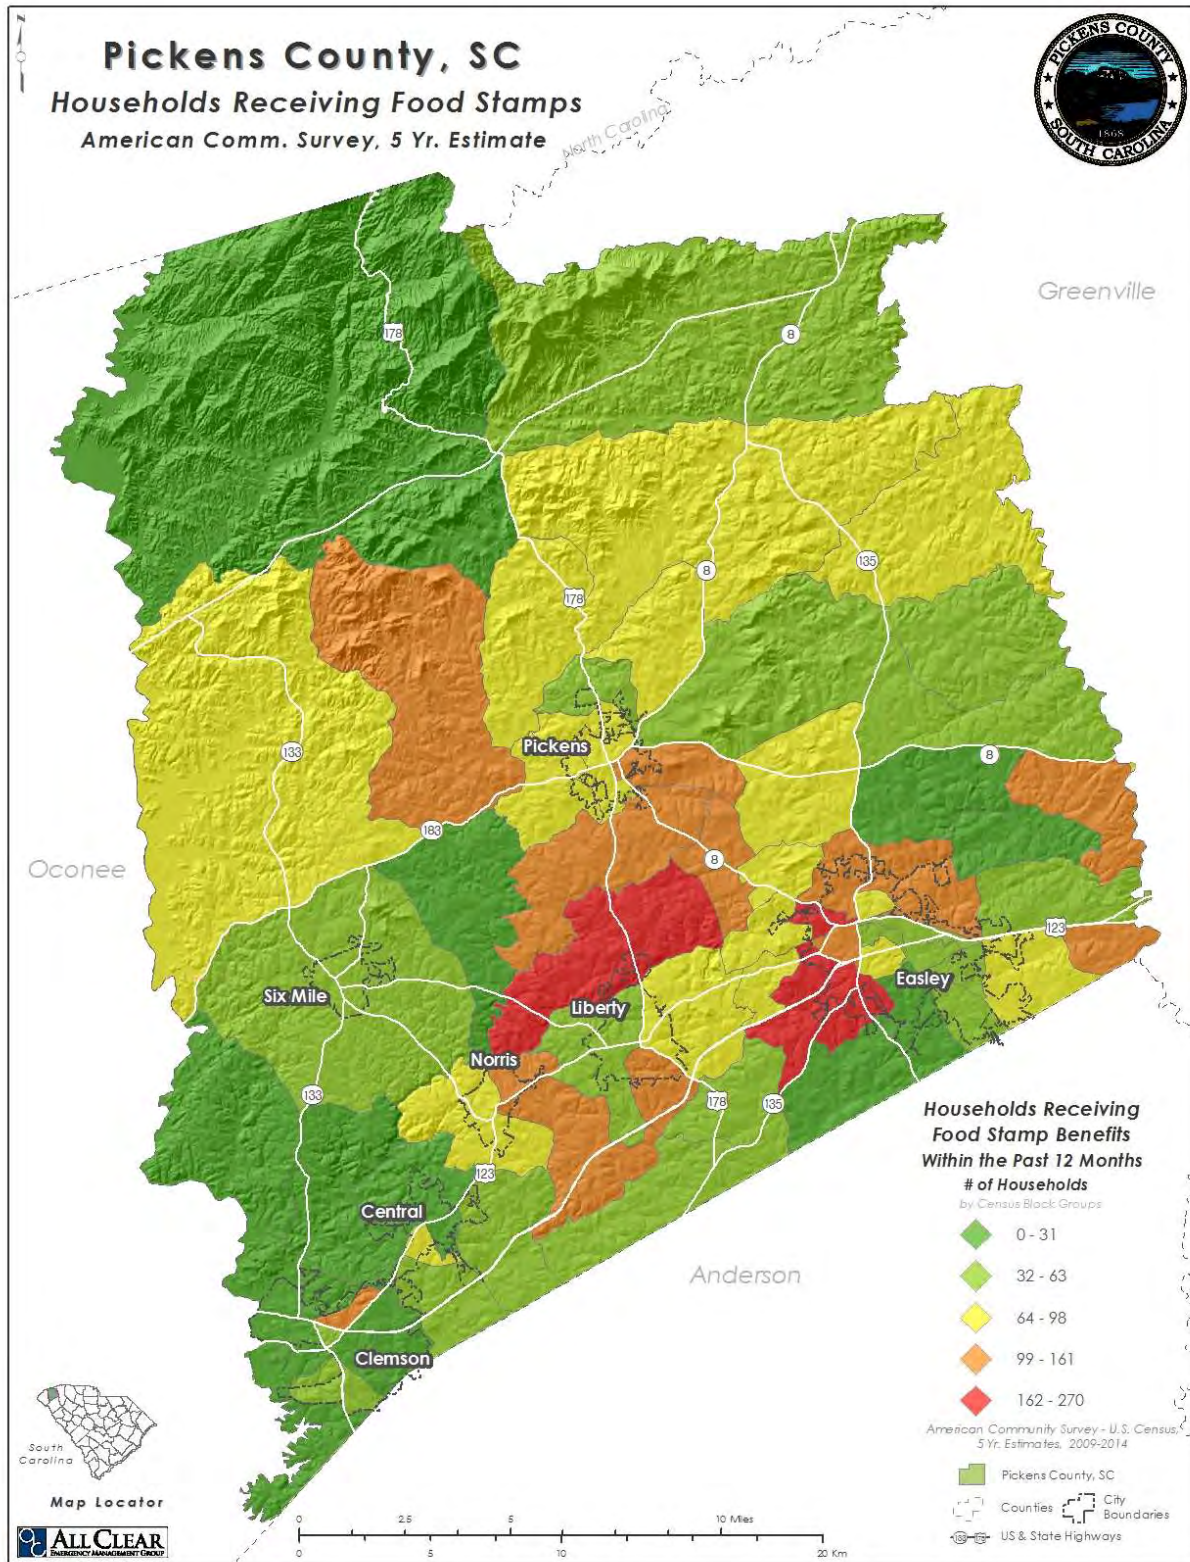 N
Pickens County, SC
Households Receiving Food Stamps
American Comm. Survey, 5 Yr. Estimate
PICKENS COUNTY
1868
SOUTH CAROLINA
North Carolina
Greenville
178
8
135
8
178
133
Pickens
8
183
8
Oconee
123
Six Mile
Liberty
Easley
Norris
133
178
135
123
Central
Anderson
Clemson
Households Receiving
Food Stamp Benefits
Within the Past 12 Months
# of Households
by Census Block Groups
0 - 31
32 - 63
64 - 98
99 - 161
162 - 270
American Community Survey - U.S. Census,
5 Yr. Estimates, 2009-2014
Pickens County, SC
Counties
City
Boundaries
US & State Highways
South
Carolina
Map Locator
ALL CLEAR
EMERGENCY MANAGEMENT GROUP
0 2.5 5 10 Miles
0 5 10 20 Km